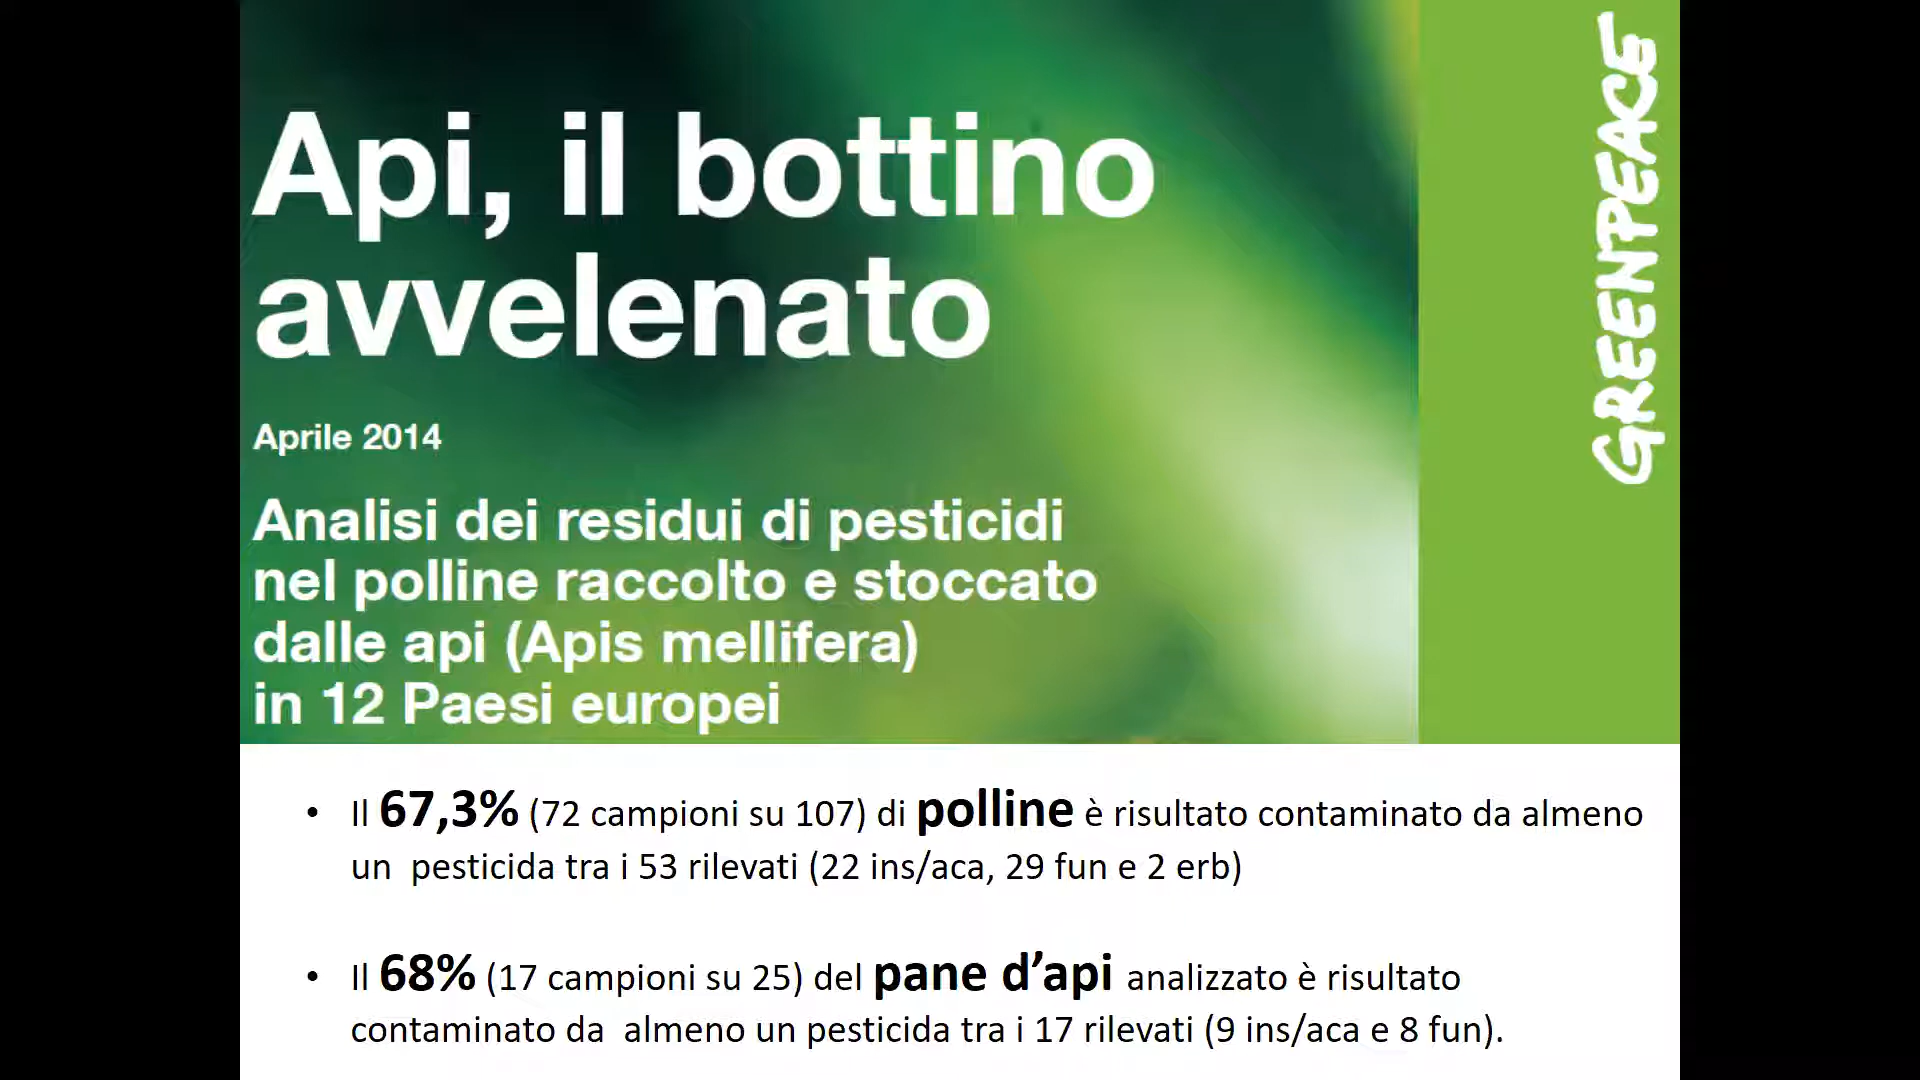 Api, il bottino
avvelenato
Aprile 2014
Analisi dei residui di pesticidi
nel polline raccolto e stoccato
dalle api (Apis mellifera)
in 12 Paesi europei
GREENPEACE
• Il 67,3% (72 campioni su 107) di polline è risultato contaminato da almeno
un pesticida tra i 53 rilevati (22 ins/aca, 29 fun e 2 erb)
• Il 68% (17 campioni su 25) del pane d’api analizzato è risultato
contaminato da almeno un pesticida tra i 17 rilevati (9 ins/aca e 8 fun).